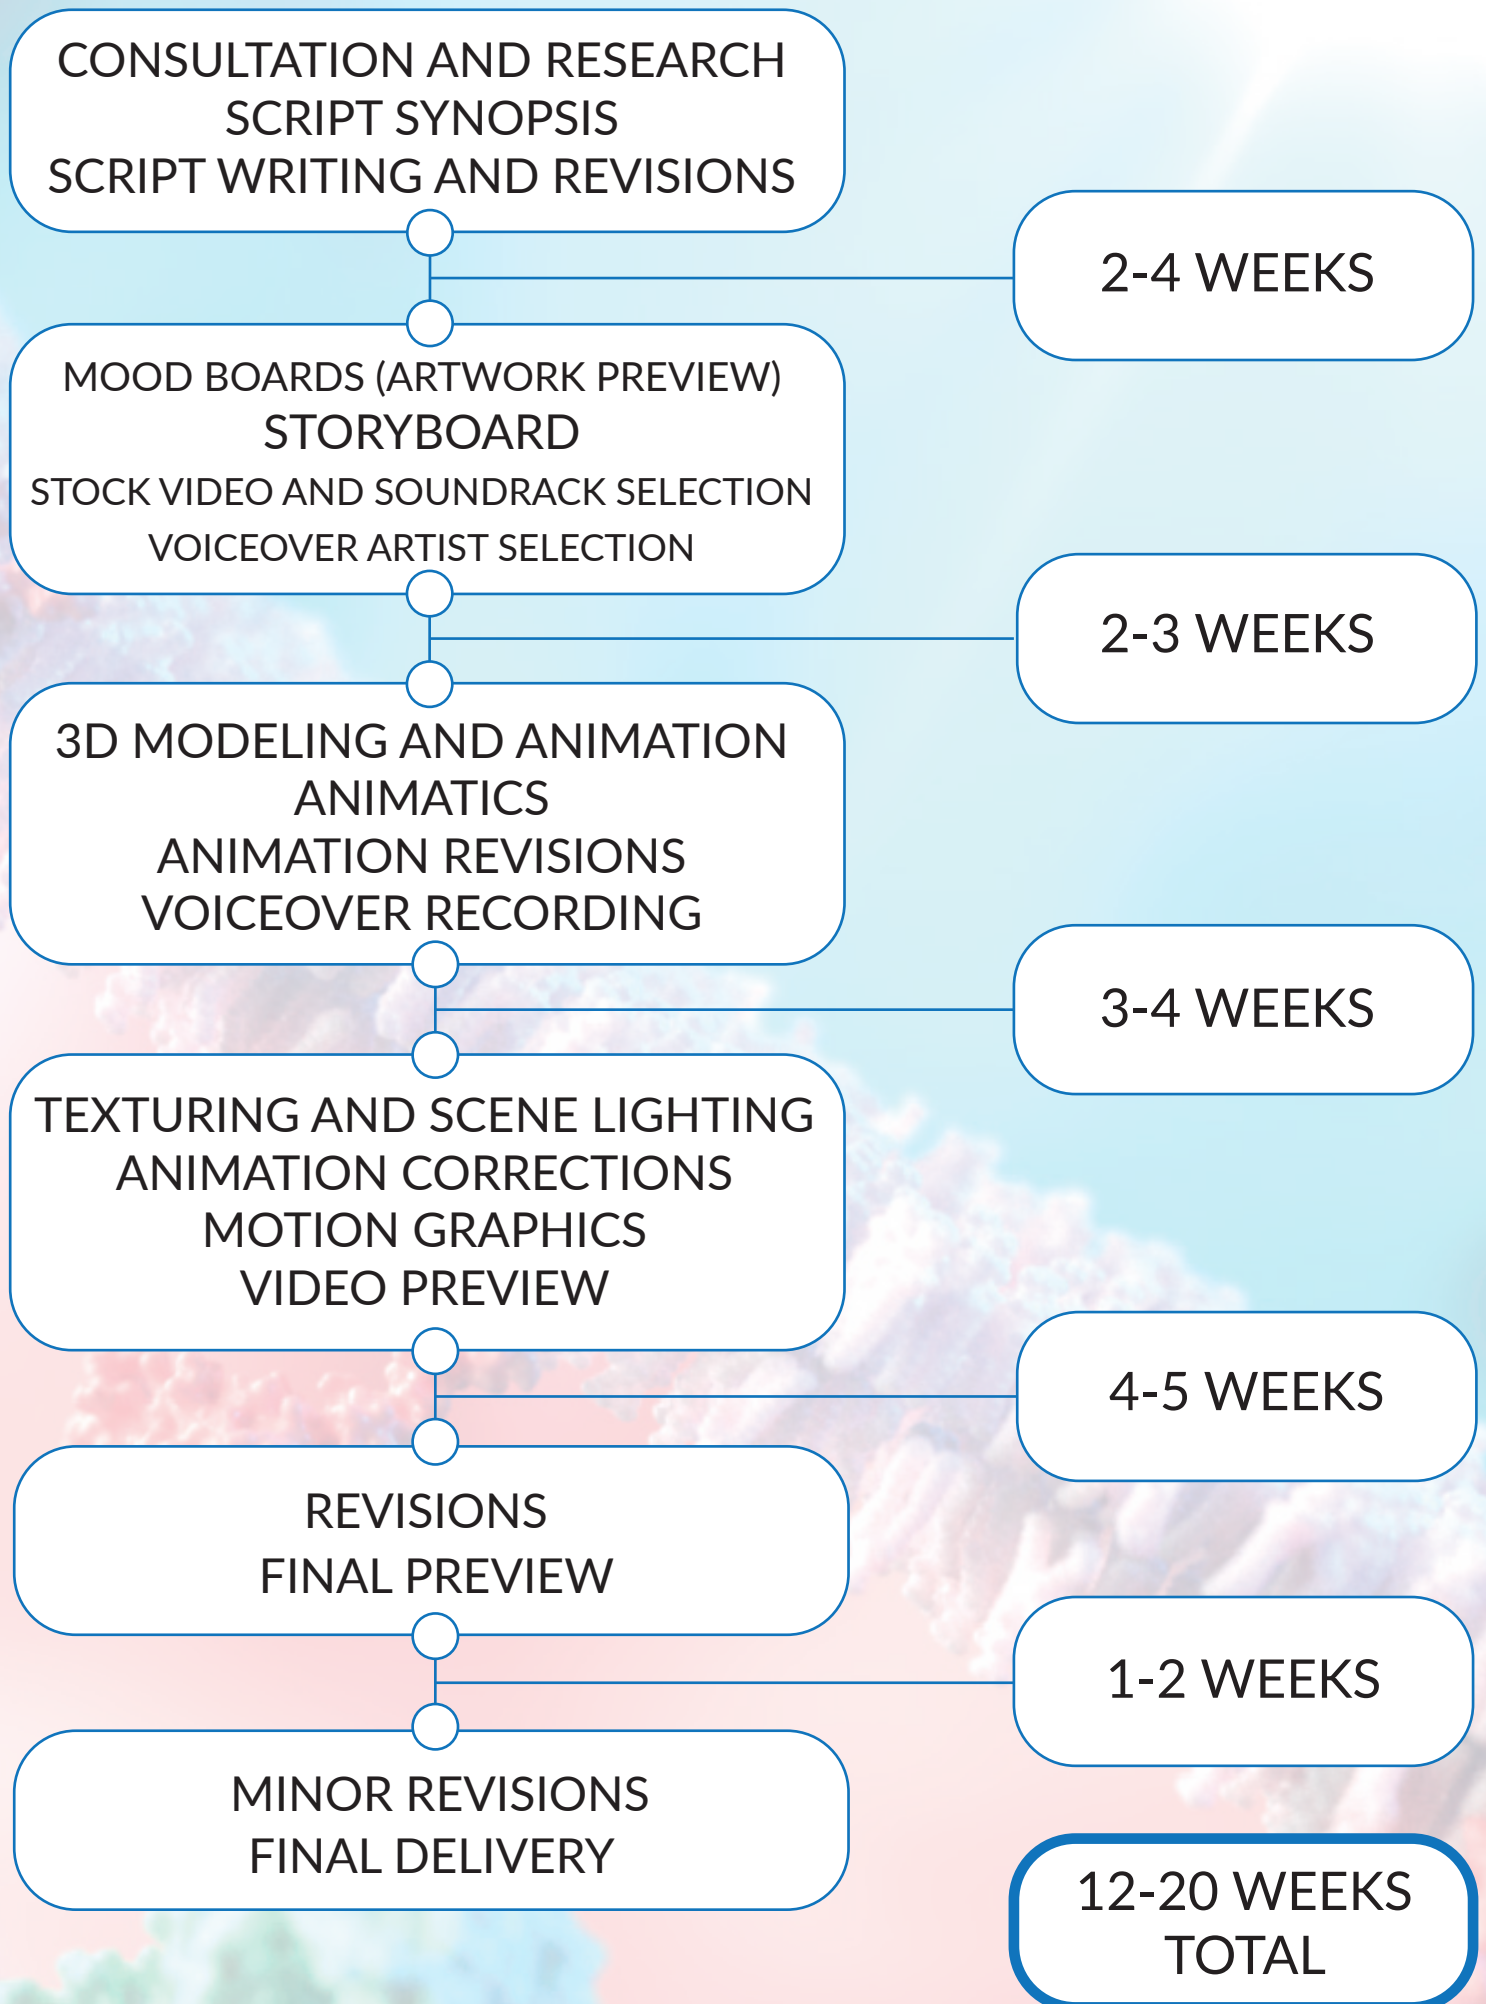 CONSULTATION AND RESEARCH
SCRIPT SYNOPSIS
SCRIPT WRITING AND REVISIONS
2-4 WEEKS
MOOD BOARDS (ARTWORK PREVIEW)
STORYBOARD
STOCK VIDEO AND SOUNDRACK SELECTION
VOICEOVER ARTIST SELECTION
2-3 WEEKS
3D MODELING AND ANIMATION
ANIMATICS
ANIMATION REVISIONS
VOICEOVER RECORDING
3-4 WEEKS
TEXTURING AND SCENE LIGHTING
ANIMATION CORRECTIONS
MOTION GRAPHICS
VIDEO PREVIEW
4-5 WEEKS
REVISIONS
FINAL PREVIEW
1-2 WEEKS
MINOR REVISIONS
FINAL DELIVERY
12-20 WEEKS
TOTAL